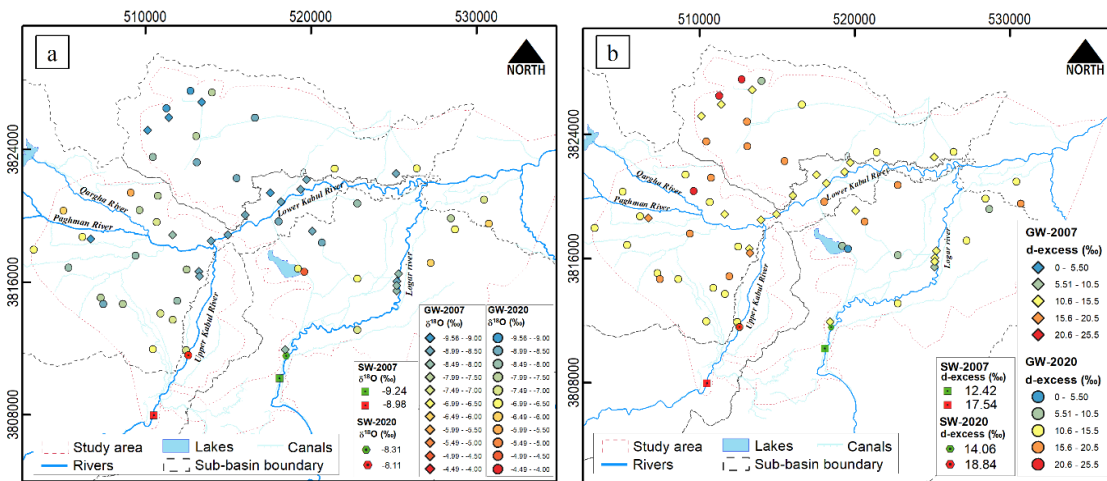 510000 520000 530000
a
NORTH
3824000
3816000
3808000
Qargha River
Paghman River
Lower Kabul River
Upper Kabul River
Logar river
GW-2007
δ¹⁸O (‰)
-9.56 - -9.00
-8.99 - -8.50
-8.49 - -8.00
-7.99 - -7.50
-7.49 - -7.00
-6.99 - -6.50
-6.49 - -6.00
-5.99 - -5.50
-5.49 - -5.00
-4.99 - -4.50
-4.49 - -4.00
GW-2020
δ¹⁸O (‰)
-9.56 - -9.00
-8.99 - -8.50
-8.49 - -8.00
-7.99 - -7.50
-7.49 - -7.00
-6.99 - -6.50
-6.49 - -6.00
-5.99 - -5.50
-5.49 - -5.00
-4.99 - -4.50
-4.49 - -4.00
SW-2007
δ¹⁸O (‰)
-9.24
-8.98
SW-2020
δ¹⁸O (‰)
-8.31
-8.11
Study area Lakes Canals
Rivers Sub-basin boundary
510000 520000 530000
b
NORTH
3824000
3816000
3808000
Qargha River
Paghman River
Lower Kabul River
Upper Kabul River
Logar river
GW-2007
d-excess (‰)
0 - 5.50
5.51 - 10.5
10.6 - 15.5
15.6 - 20.5
20.6 - 25.5
GW-2020
d-excess (‰)
0 - 5.50
5.51 - 10.5
10.6 - 15.5
15.6 - 20.5
20.6 - 25.5
SW-2007
d-excess (‰)
12.42
17.54
SW-2020
d-excess (‰)
14.06
18.84
Study area Lakes Canals
Rivers Sub-basin boundary